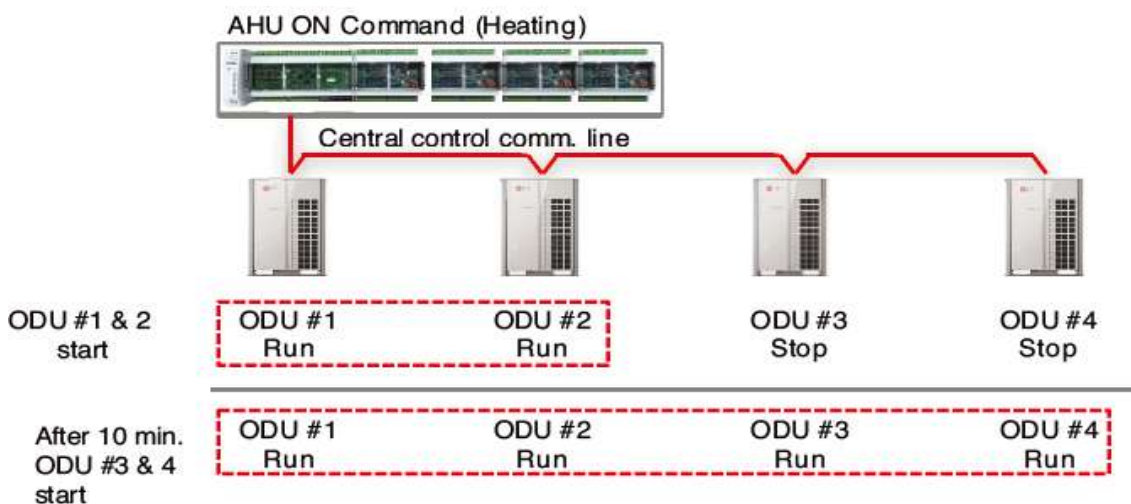 AHU ON Command (Heating)
Central control comm. line
ODU #1 & 2
start
ODU #1
Run
ODU #2
Run
ODU #3
Stop
ODU #4
Stop
After 10 min.
ODU #3 & 4
start
ODU #1
Run
ODU #2
Run
ODU #3
Run
ODU #4
Run